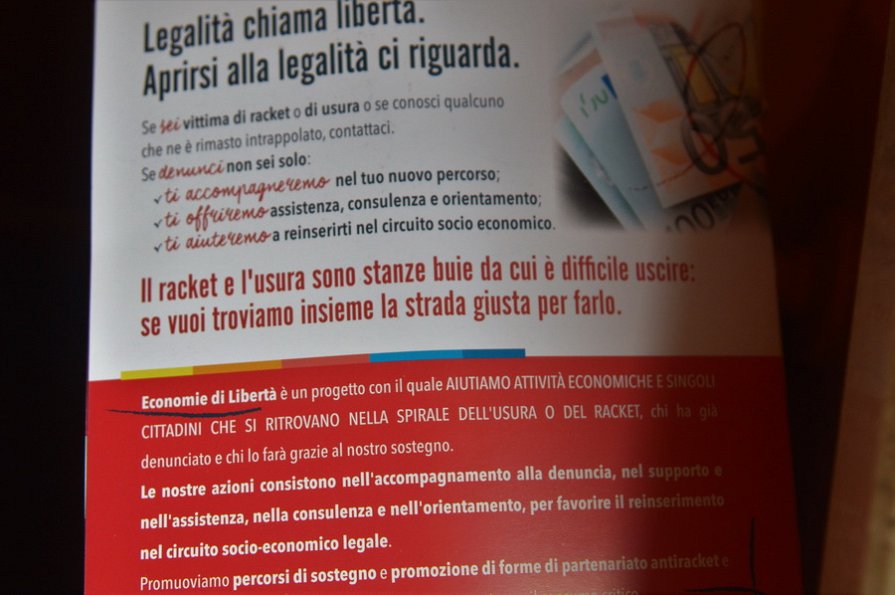 Legalità chiama libertà.
Aprirsi alla legalità ci riguarda.
Se sei vittima di racket o di usura o se conosci qualcuno
che ne è rimasto intrappolato, contattaci.
Se denunci non sei solo:
✓ ti accompagneremo nel tuo nuovo percorso;
✓ ti offriremo assistenza, consulenza e orientamento;
✓ ti aiuteremo a reinserirti nel circuito socio economico.
Il racket e l'usura sono stanze buie da cui è difficile uscire:
se vuoi troviamo insieme la strada giusta per farlo.
Economie di Libertà è un progetto con il quale AIUTIAMO ATTIVITÀ ECONOMICHE E SINGOLI
CITTADINI CHE SI RITROVANO NELLA SPIRALE DELL'USURA O DEL RACKET, chi ha già
denunciato e chi lo farà grazie al nostro sostegno.
Le nostre azioni consistono nell'accompagnamento alla denuncia, nel supporto e
nell'assistenza, nella consulenza e nell'orientamento, per favorire il reinserimento
nel circuito socio-economico legale.
Promuoviamo percorsi di sostegno e promozione di forme di partenariato antiracket e